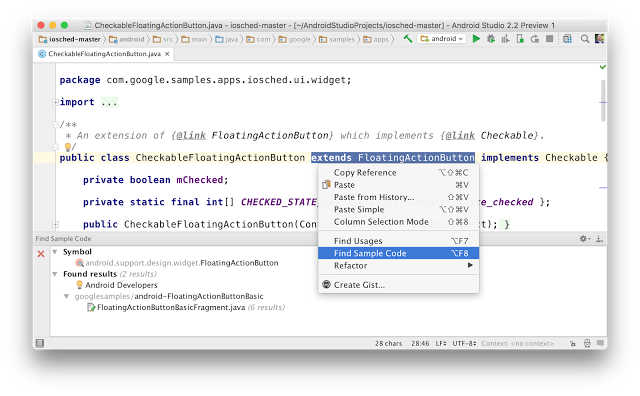 CheckableFloatingActionButton.java - iosched-master - [~/AndroidStudioProjects/iosched-master] - Android Studio 2.2 Preview 1
iosched-master android src main java com google samples apps android
CheckableFloatingActionButton.java
package com.google.samples.apps.iosched.ui.widget;
import ...
/**
* An extension of {@link FloatingActionButton} which implements {@link Checkable}.
*/
public class CheckableFloatingActionButton extends FloatingActionButton implements Checkable {
private boolean mChecked;
private static final int[] CHECKED_STATE_ e_checked };
public CheckableFloatingActionButton(Con xt); }
Copy Reference ⌥⇧⌘C
Paste ⌘V
Paste from History... ⇧⌘V
Paste Simple ⌥⇧⌘V
Column Selection Mode ⇧⌘8
Find Usages ⌥F7
Find Sample Code ⌥F8
Refactor
Create Gist...
Find Sample Code
Symbol
android.support.design.widget.FloatingActionButton
Found results (2 results)
Android Developers
googlesamples/android-FloatingActionButtonBasic
FloatingActionButtonBasicFragment.java (6 results)
28 chars 28:46 LF UTF-8 Context: <no context>